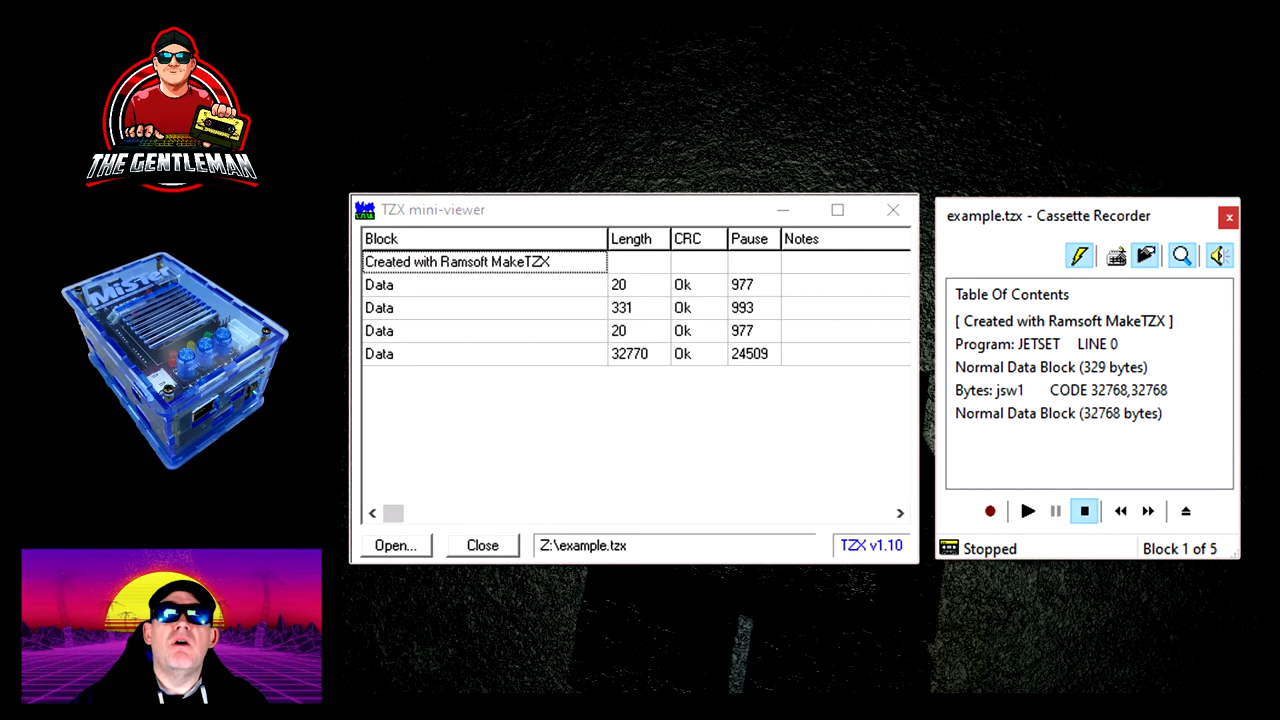 THE GENTLEMAN
MiSTer
TZX mini-viewer
Block Length CRC Pause Notes
Created with Ramsoft MakeTZX
Data 20 Ok 977
Data 331 Ok 993
Data 20 Ok 977
Data 32770 Ok 24509
Open... Close Z:\example.tzx TZX v1.10
example.tzx - Cassette Recorder
Table Of Contents
[ Created with Ramsoft MakeTZX ]
Program: JETSET LINE 0
Normal Data Block (329 bytes)
Bytes: jsw1 CODE 32768,32768
Normal Data Block (32768 bytes)
Stopped Block 1 of 5